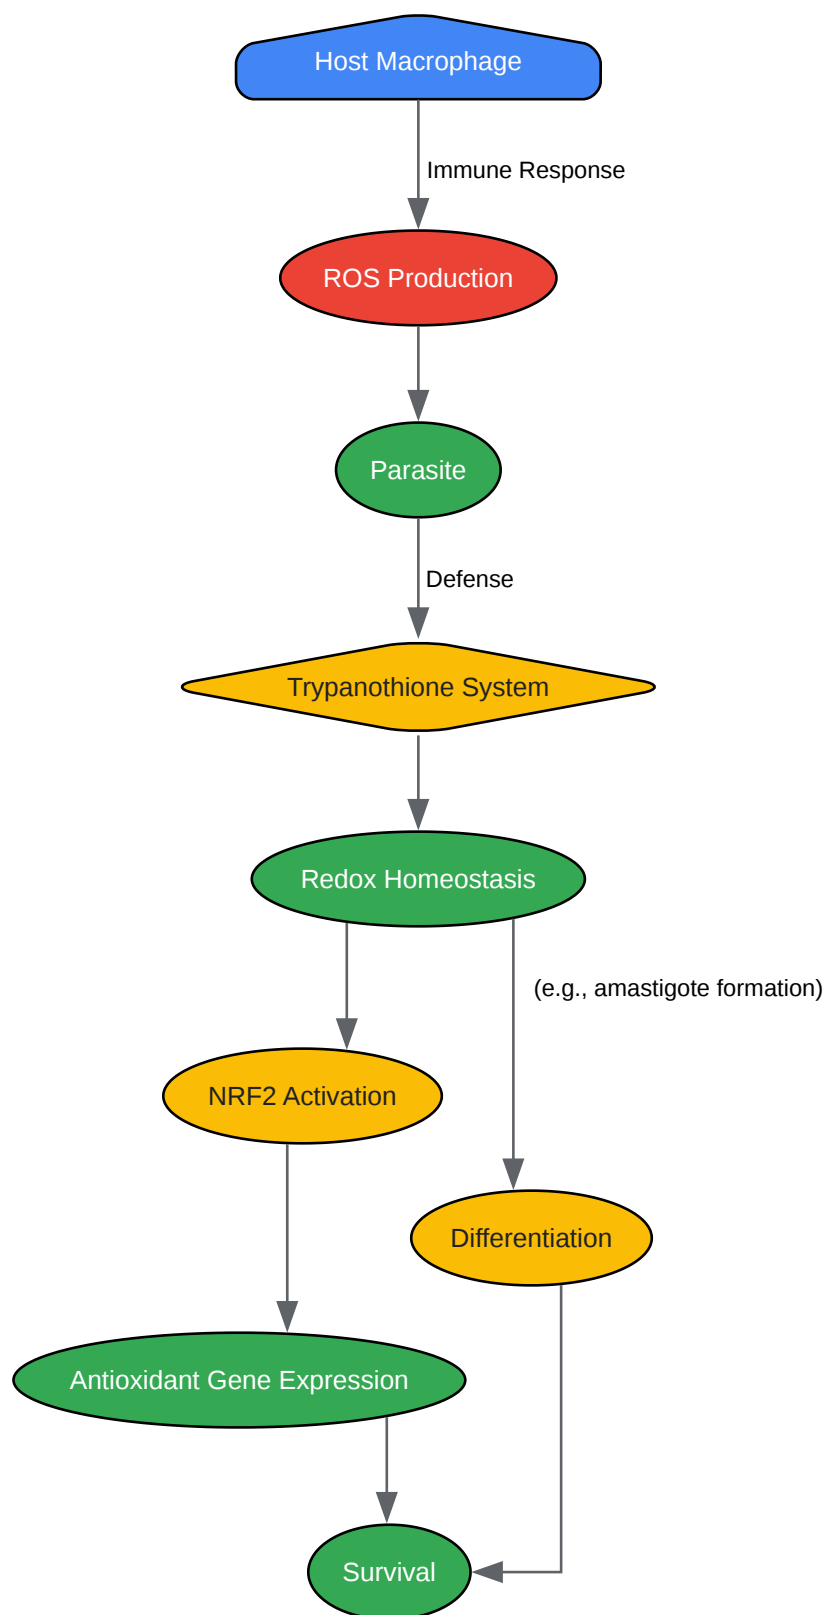 Host Macrophage
Immune Response
ROS Production
Parasite
Defense
Trypanothione System
Redox Homeostasis
(e.g., amastigote formation)
NRF2 Activation
Differentiation
Antioxidant Gene Expression
Survival